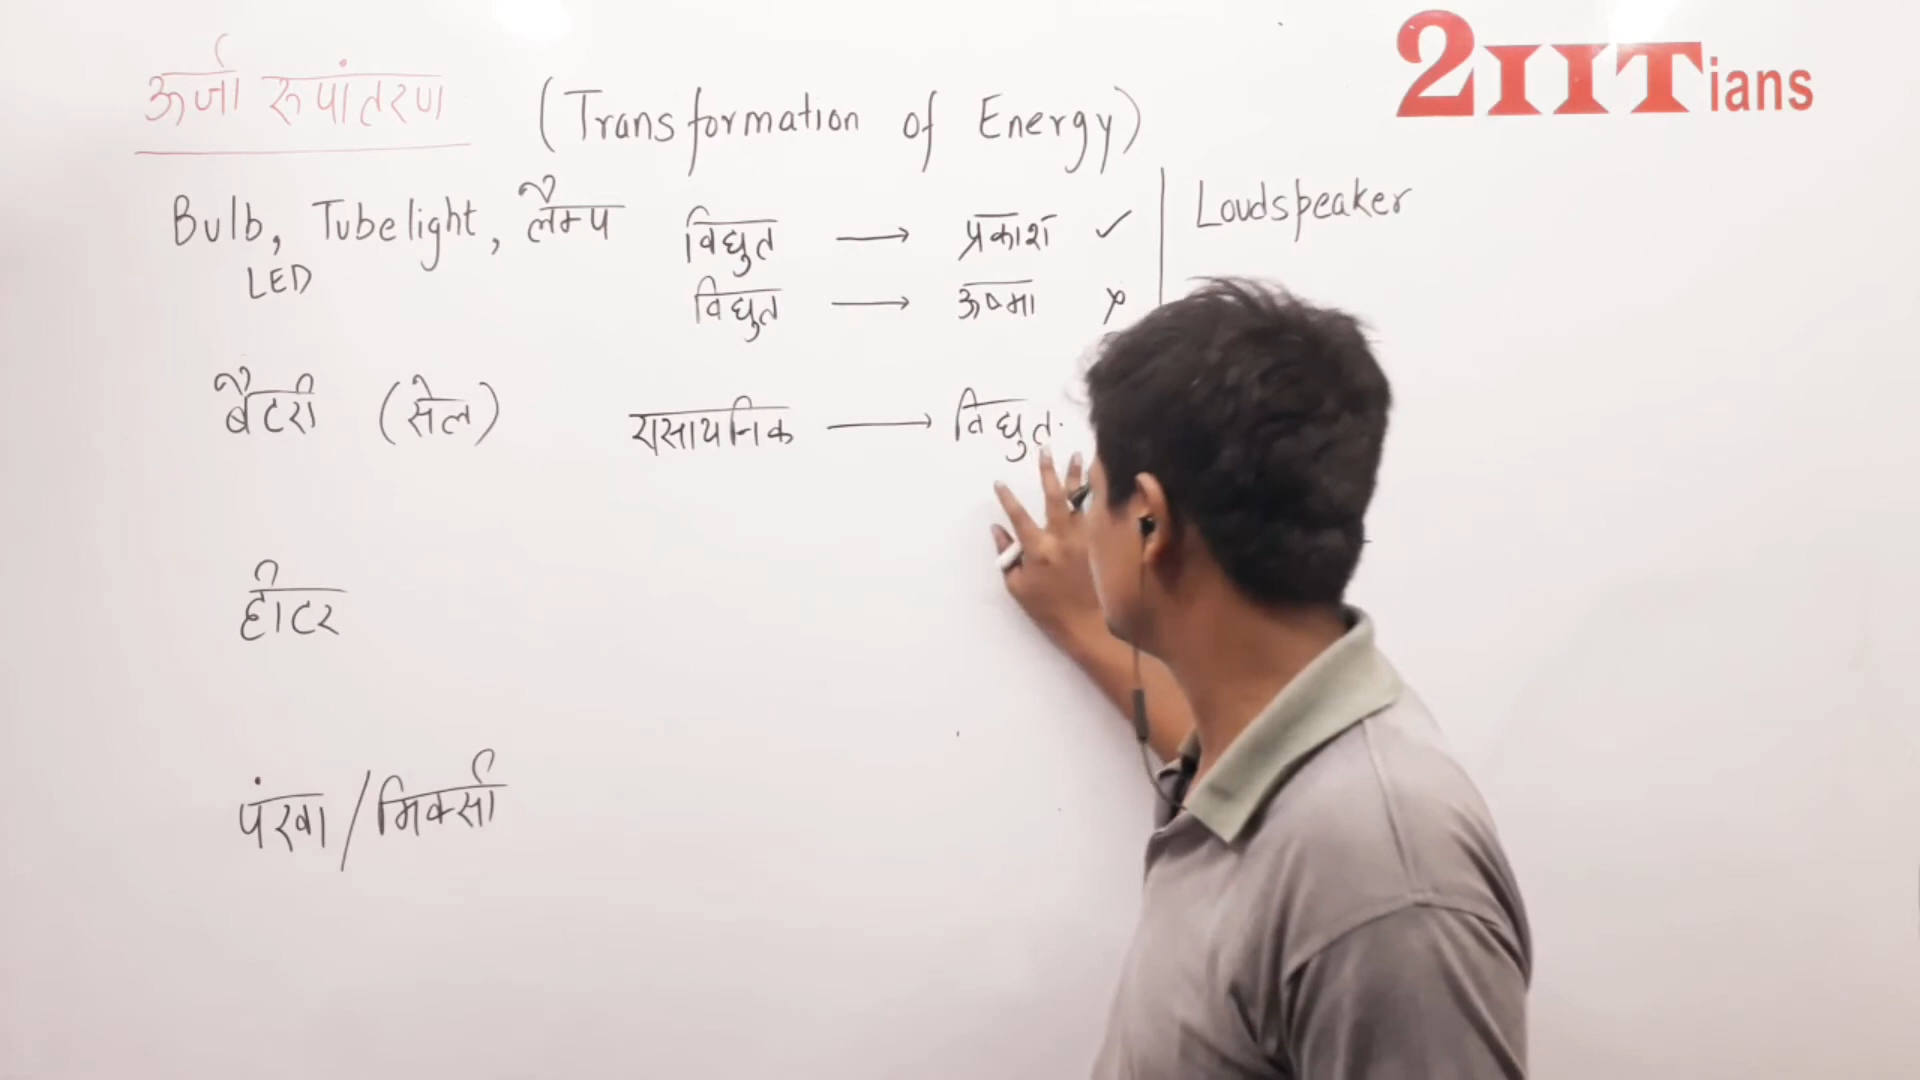 ऊर्जा रूपांतरण (Transformation of Energy)
2IITians
Bulb, Tubelight, लैम्प विद्युत → प्रकाश ✓
LED
विद्युत → ऊष्मा ✗
Loudspeaker
बैटरी (सेल) रासायनिक → विद्युत
हीटर
पंखा/मिक्सी